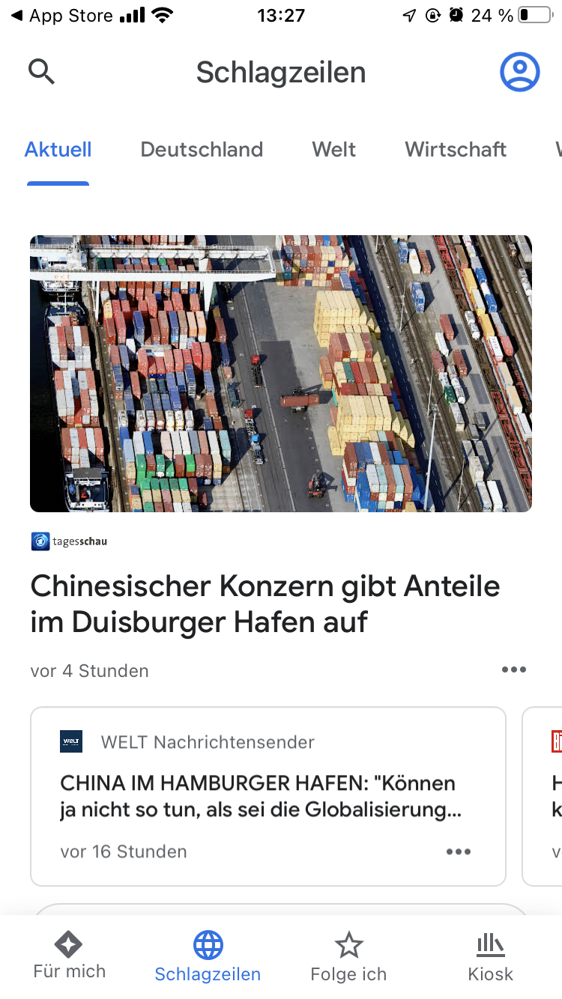 App Store
13:27
24 %
Schlagzeilen
Aktuell Deutschland Welt Wirtschaft
ect
tagesschau
Chinesischer Konzern gibt Anteile
im Duisburger Hafen auf
vor 4 Stunden
WELT Nachrichtensender
CHINA IM HAMBURGER HAFEN: "Können
ja nicht so tun, als sei die Globalisierung...
vor 16 Stunden
Für mich
Schlagzeilen
Folge ich
Kiosk